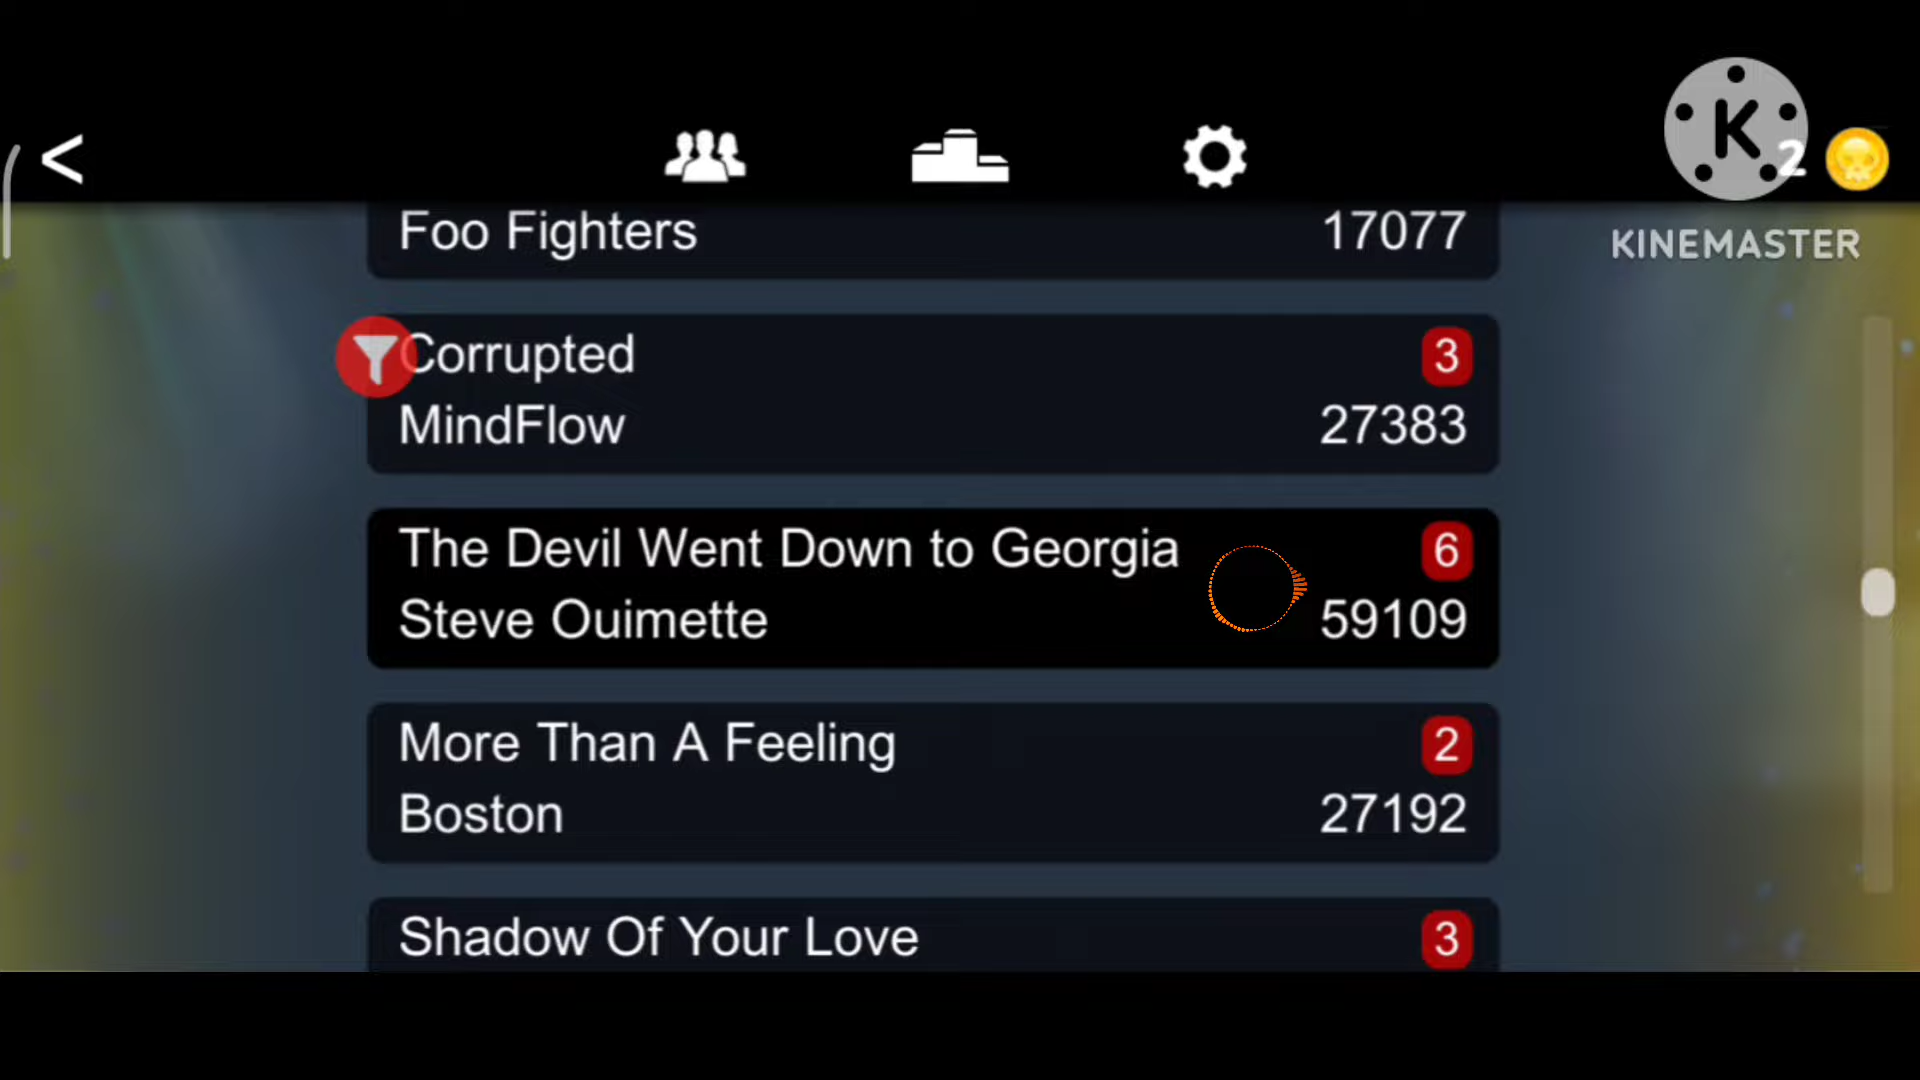 <
K
2
KINEMASTER
Foo Fighters 17077
Corrupted 3
MindFlow 27383
The Devil Went Down to Georgia 6
Steve Ouimette 59109
More Than A Feeling 2
Boston 27192
Shadow Of Your Love 3